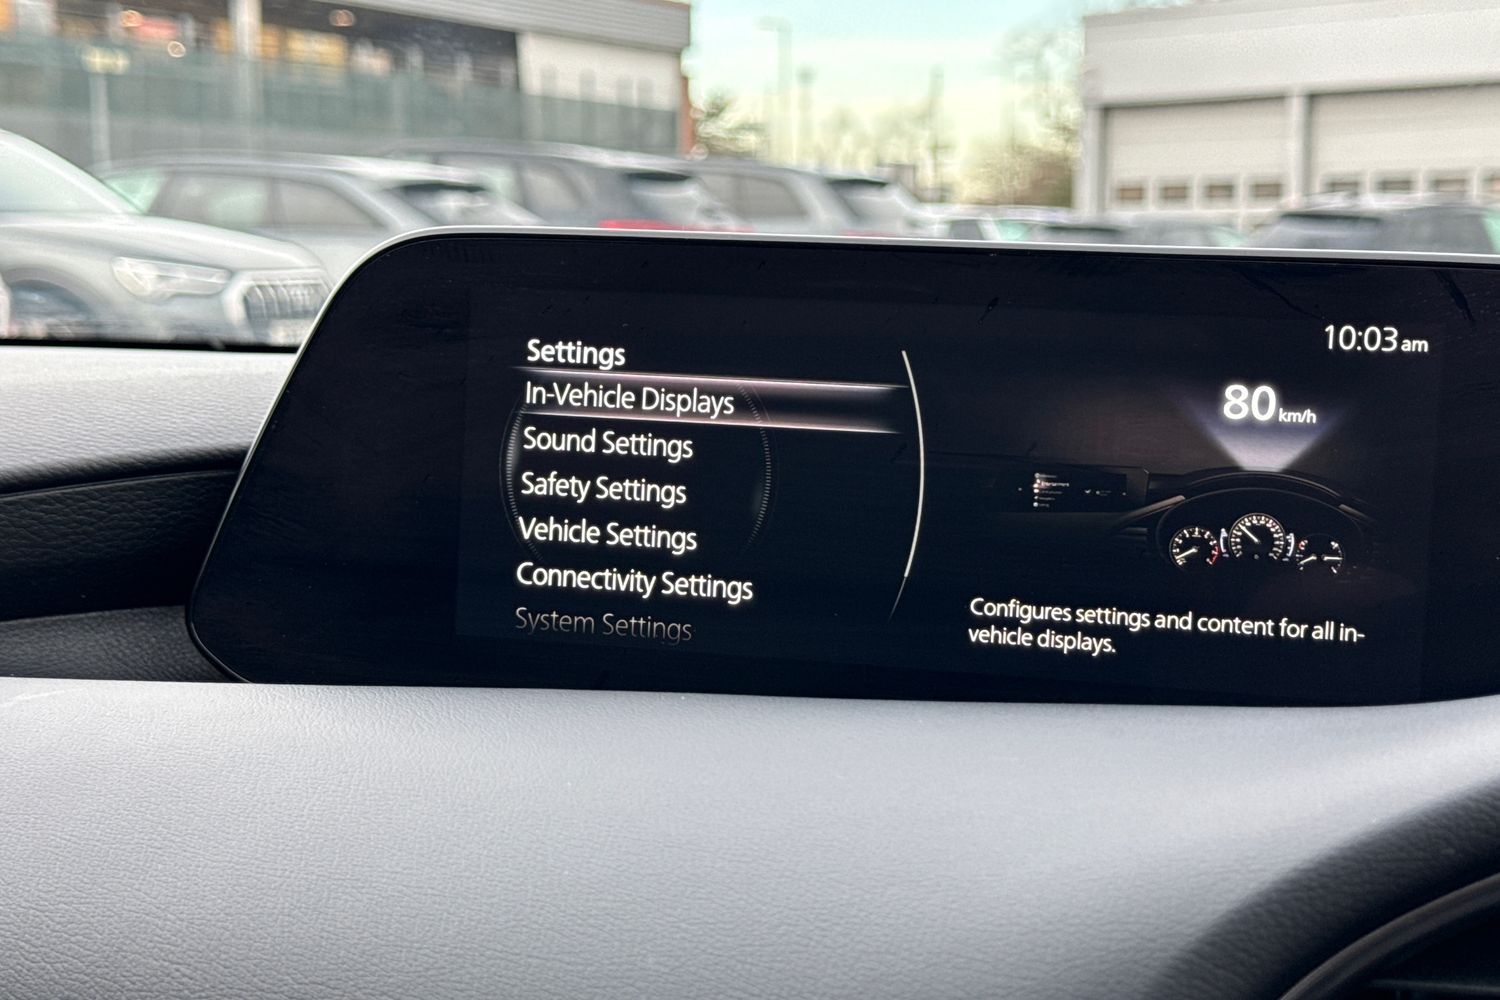 10:03 am
Settings
In-Vehicle Displays
Sound Settings
Safety Settings
Vehicle Settings
Connectivity Settings
System Settings
80 km/h
Configures settings and content for all in-
vehicle displays.